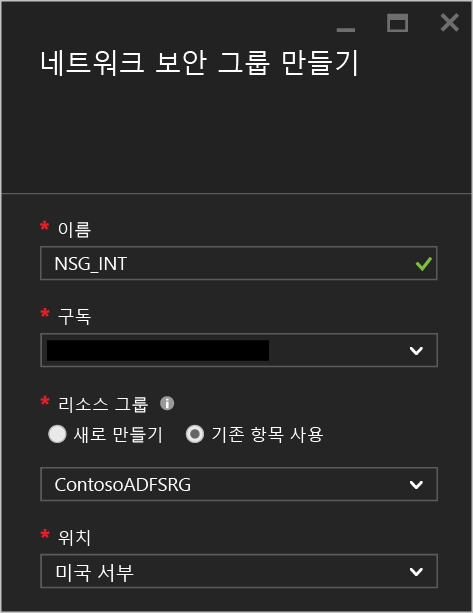 네트워크 보안 그룹 만들기
* 이름
NSG_INT
* 구독
* 리소스 그룹
새로 만들기 기존 항목 사용
ContosoADFSRG
* 위치
미국 서부